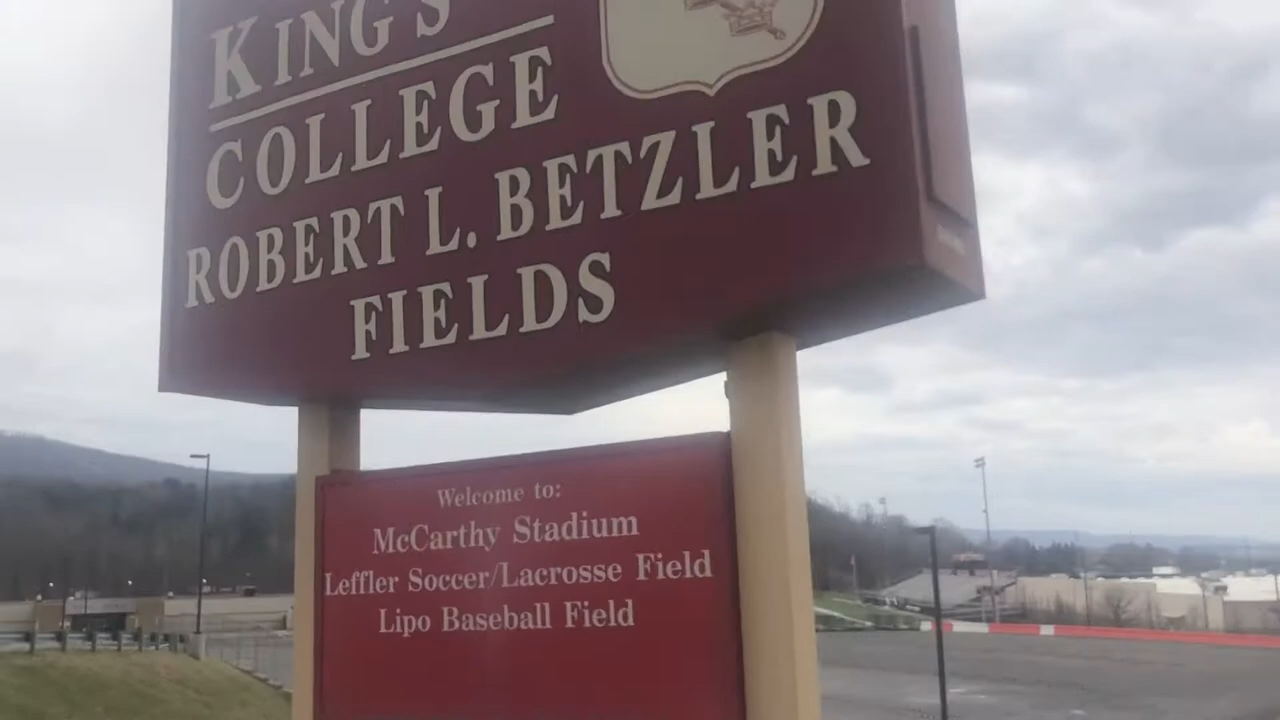 KING'S
COLLEGE
ROBERT L. BETZLER
FIELDS
Welcome to:
McCarthy Stadium
Leffler Soccer/Lacrosse Field
Lipo Baseball Field